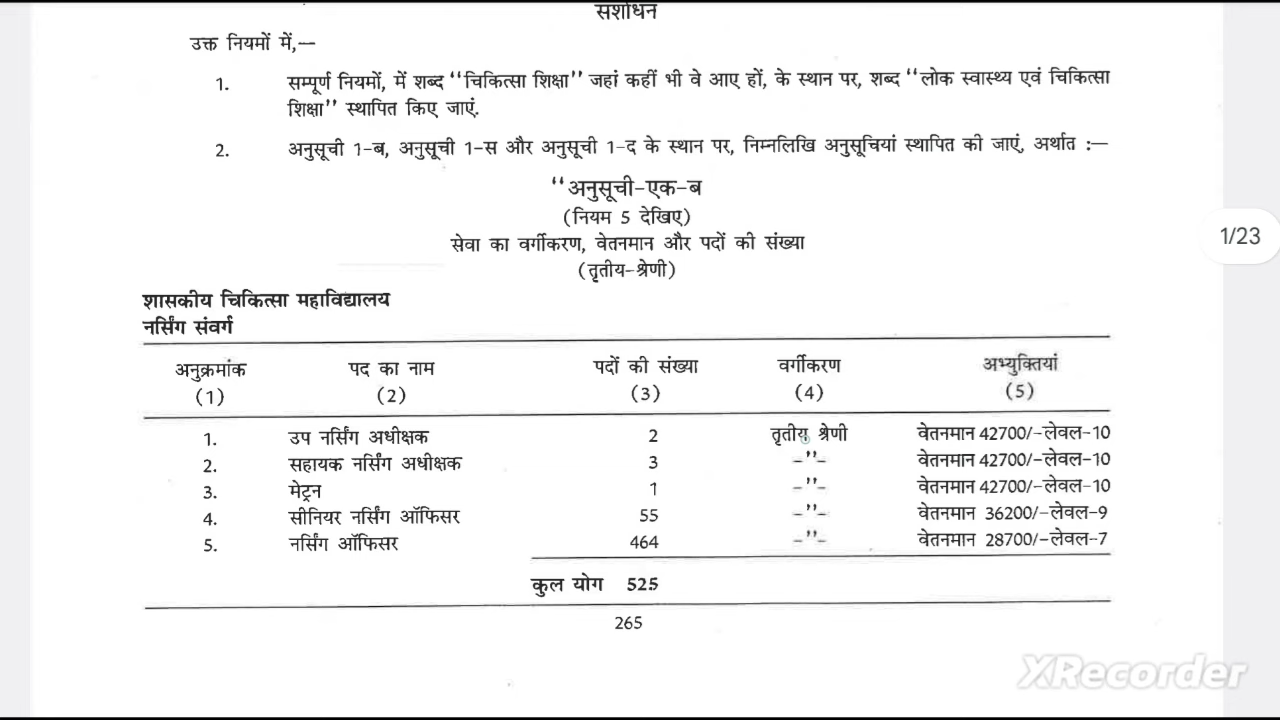 संशोधन
उक्त नियमों में,—
1. सम्पूर्ण नियमों, में शब्द "चिकित्सा शिक्षा" जहां कहीं भी वे आए हों, के स्थान पर, शब्द "लोक स्वास्थ्य एवं चिकित्सा
शिक्षा" स्थापित किए जाएं.
2. अनुसूची 1-ब, अनुसूची 1-स और अनुसूची 1-द के स्थान पर, निम्नलिखि अनुसूचियां स्थापित की जाएं, अर्थात :—
"अनुसूची-एक-ब
(नियम 5 देखिए)
सेवा का वर्गीकरण, वेतनमान और पदों की संख्या
(तृतीय-श्रेणी)
1/23
शासकीय चिकित्सा महाविद्यालय
नर्सिंग संवर्ग
अनुक्रमांक पद का नाम पदों की संख्या वर्गीकरण अभ्युक्तियां
(1) (2) (3) (4) (5)
1. उप नर्सिंग अधीक्षक 2 तृतीय श्रेणी वेतनमान 42700/-लेवल-10
2. सहायक नर्सिंग अधीक्षक 3 -"- वेतनमान 42700/-लेवल-10
3. मेट्रन 1 -"- वेतनमान 42700/-लेवल-10
4. सीनियर नर्सिंग ऑफिसर 55 -"- वेतनमान 36200/-लेवल-9
5. नर्सिंग ऑफिसर 464 -"- वेतनमान 28700/-लेवल-7
कुल योग 525
265
XRecorder